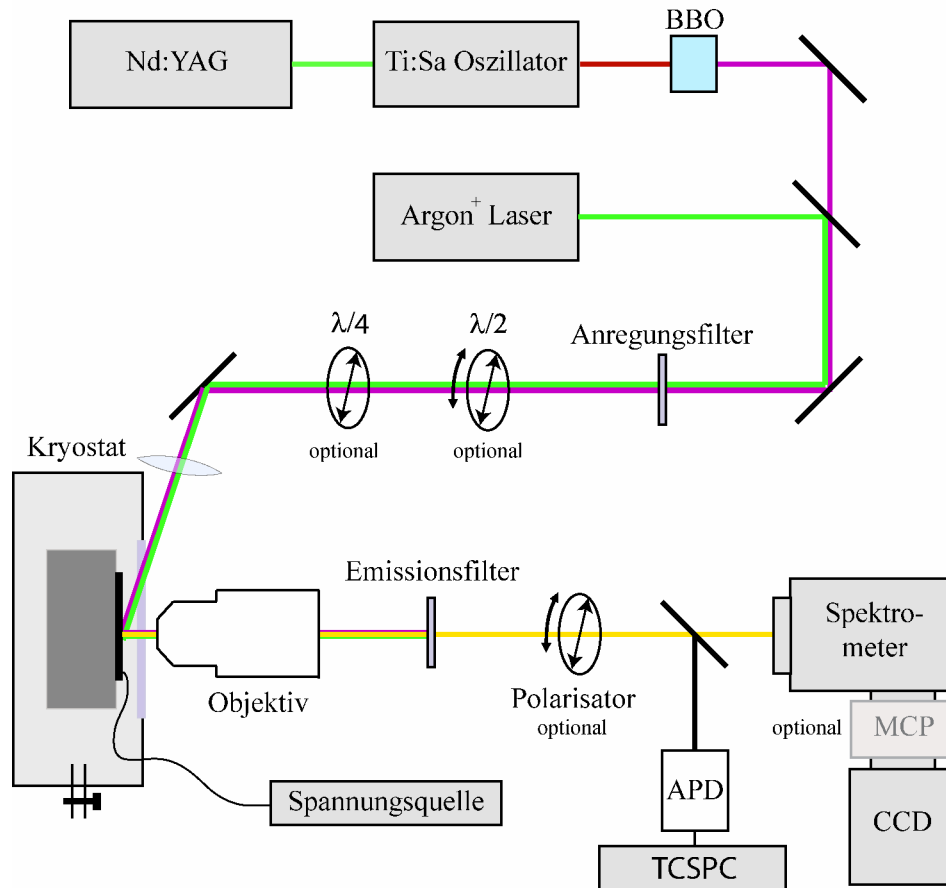 BBO
Nd:YAG
Ti:Sa Oszillator
Argon+ Laser
λ/4
λ/2
Anregungsfilter
optional
optional
Kryostat
Emissionsfilter
Spektro-
meter
Objektiv
Polarisator
optional
optional
MCP
Spannungsquelle
APD
CCD
TCSPC